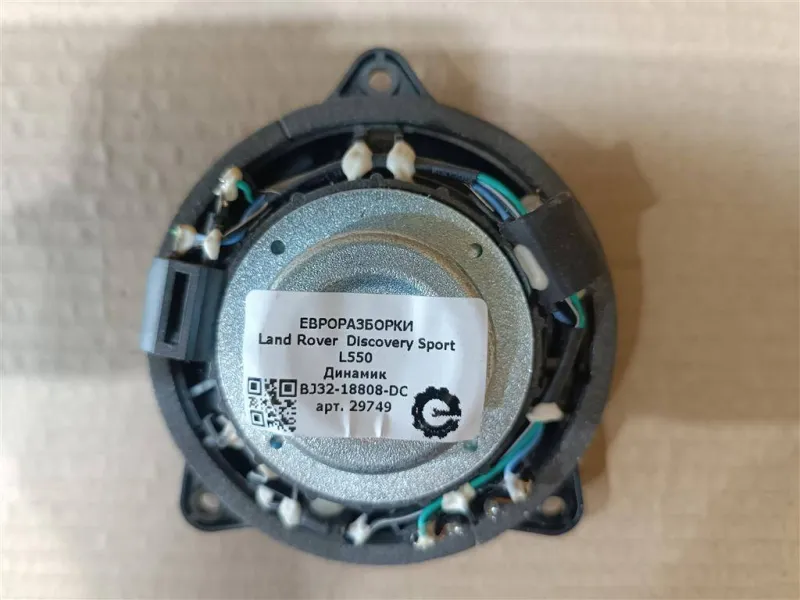 ЕВРОРАЗБОРКИ
Land Rover Discovery Sport
L550
Динамик
BJ32-18808-DC
арт. 29749